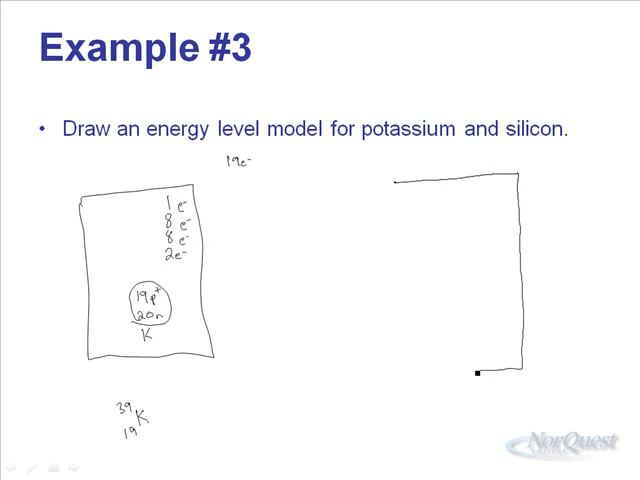 Example #3
• Draw an energy level model for potassium and silicon.
19e⁻
1 e⁻
8 e⁻
8 e⁻
2e⁻
19p⁺
20n
K
39
K
19
NorQuest
COLLEGE